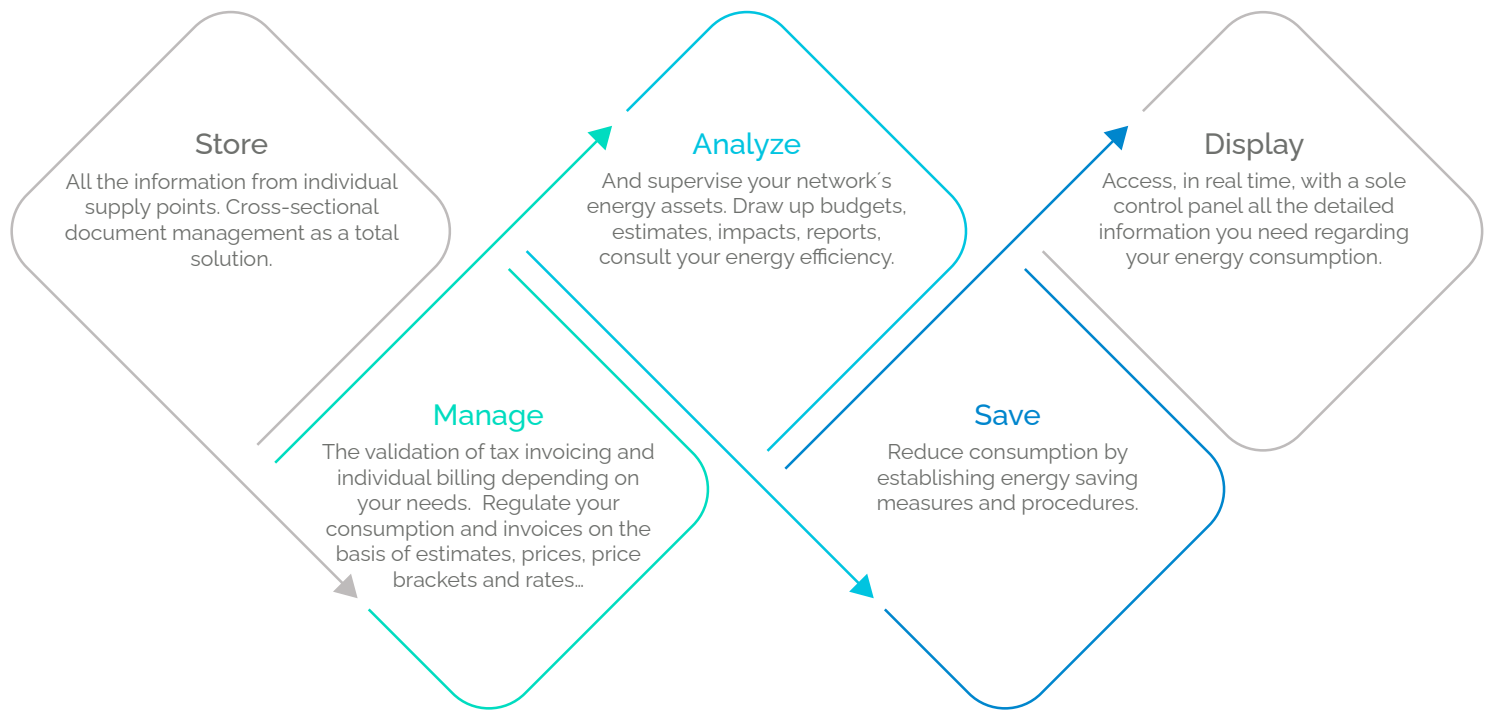 Store
All the information from individual
supply points. Cross-sectional
document management as a total
solution.
Manage
The validation of tax invoicing and
individual billing depending on
your needs.  Regulate your
consumption and invoices on the
basis of estimates, prices, price
brackets and rates…
Analyze
And supervise your network´s
energy assets. Draw up budgets,
estimates, impacts, reports,
consult your energy efficiency.
Save
Reduce consumption by
establishing energy saving
measures and procedures.
Display
Access, in real time, with a sole
control panel all the detailed
information you need regarding
your energy consumption.